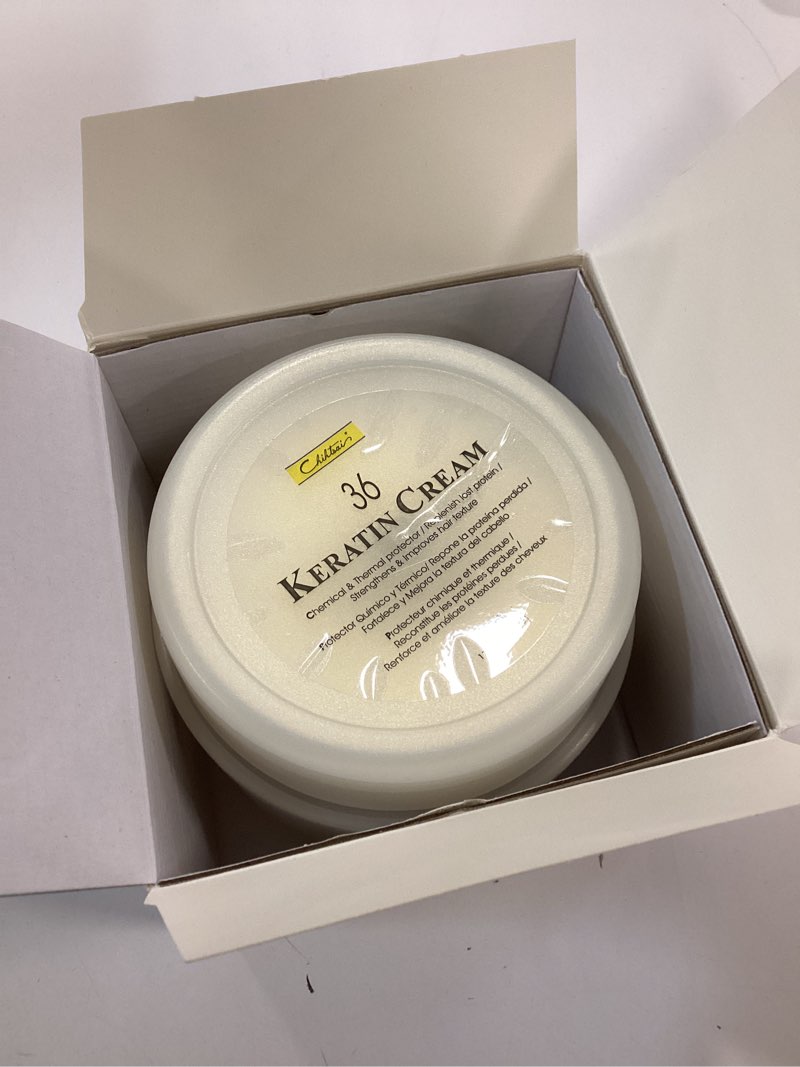 Chihtsai
36
KERATIN CREAM
Chemical & Thermal protector / Replenish lost protein /
Strengthens & Improves hair texture
Protector Químico y Térmico/ Repone la proteína perdida /
Fortalece y Mejora la textura del cabello
Protecteur chimique et thermique /
Reconstitue les protéines perdues /
Renforce et améliore la texture des cheveux